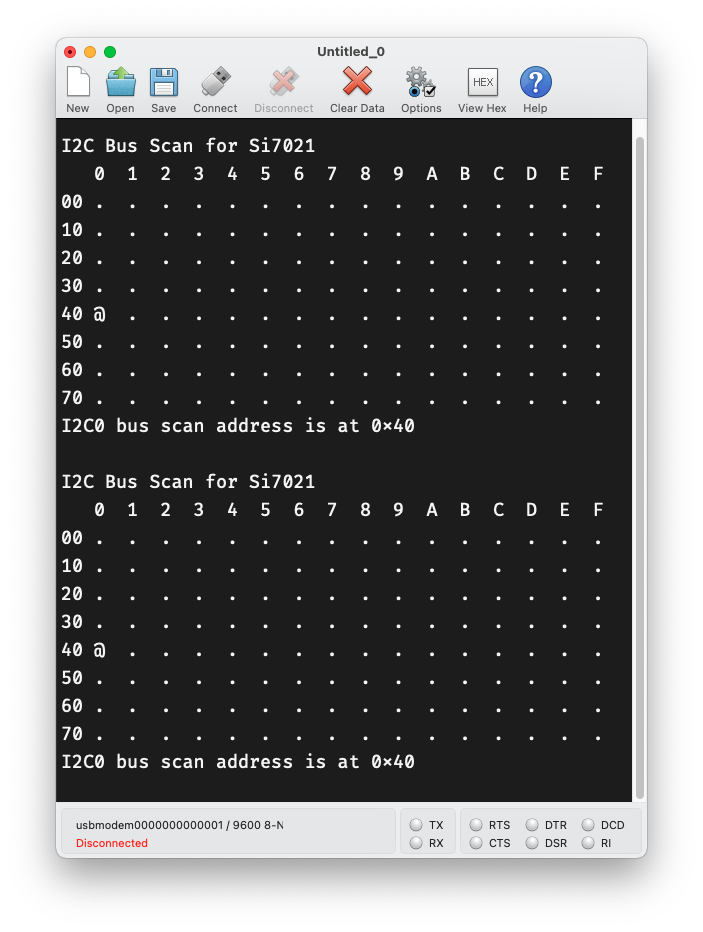 Untitled_0
New Open Save Connect Disconnect Clear Data Options HEX View Hex ? Help
I2C Bus Scan for Si7021
0 1 2 3 4 5 6 7 8 9 A B C D E F
00 . . . . . . . . . . . . . . . .
10 . . . . . . . . . . . . . . . .
20 . . . . . . . . . . . . . . . .
30 . . . . . . . . . . . . . . . .
40 @ . . . . . . . . . . . . . . .
50 . . . . . . . . . . . . . . . .
60 . . . . . . . . . . . . . . . .
70 . . . . . . . . . . . . . . . .
I2C0 bus scan address is at 0×40
I2C Bus Scan for Si7021
0 1 2 3 4 5 6 7 8 9 A B C D E F
00 . . . . . . . . . . . . . . . .
10 . . . . . . . . . . . . . . . .
20 . . . . . . . . . . . . . . . .
30 . . . . . . . . . . . . . . . .
40 @ . . . . . . . . . . . . . . .
50 . . . . . . . . . . . . . . . .
60 . . . . . . . . . . . . . . . .
70 . . . . . . . . . . . . . . . .
I2C0 bus scan address is at 0×40
usbmodem0000000000001 / 9600 8-N TX RTS DTR DCD
Disconnected RX CTS DSR RI